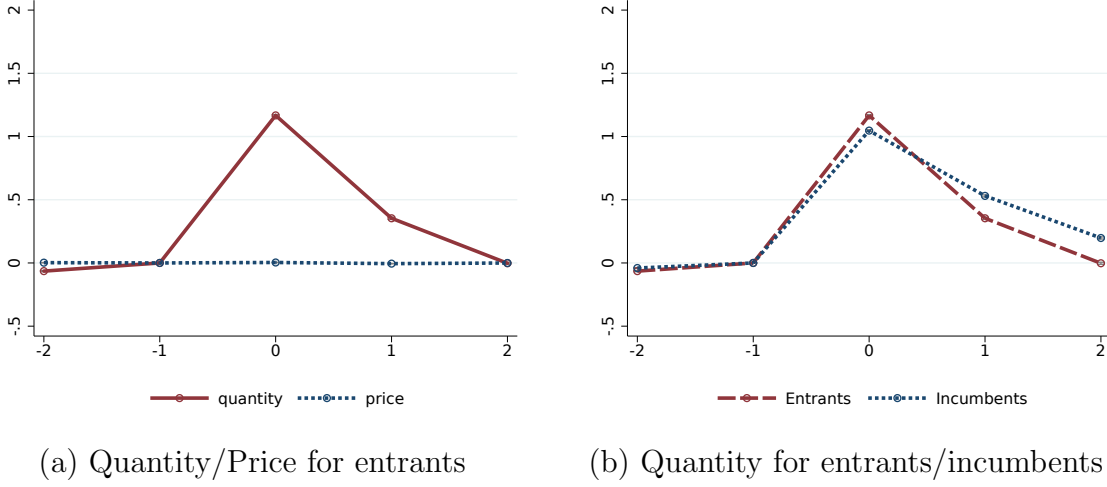 2
1.5
1
.5
0
-.5
-2 -1 0 1 2
quantity price
(a) Quantity/Price for entrants
2
1.5
1
.5
0
-.5
-2 -1 0 1 2
Entrants Incumbents
(b) Quantity for entrants/incumbents